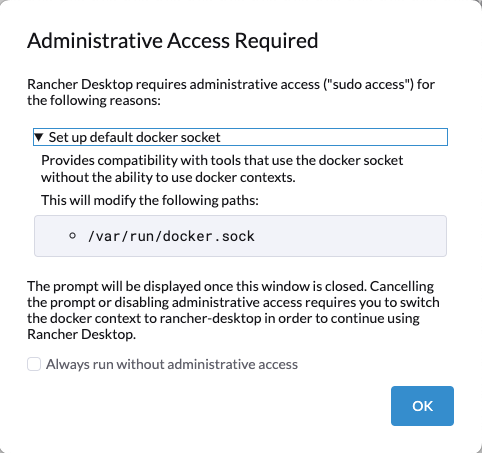 Administrative Access Required
Rancher Desktop requires administrative access ("sudo access") for
the following reasons:
▼ Set up default docker socket
Provides compatibility with tools that use the docker socket
without the ability to use docker contexts.
This will modify the following paths:
○ /var/run/docker.sock
The prompt will be displayed once this window is closed. Cancelling
the prompt or disabling administrative access requires you to switch
the docker context to rancher-desktop in order to continue using
Rancher Desktop.
Always run without administrative access
OK